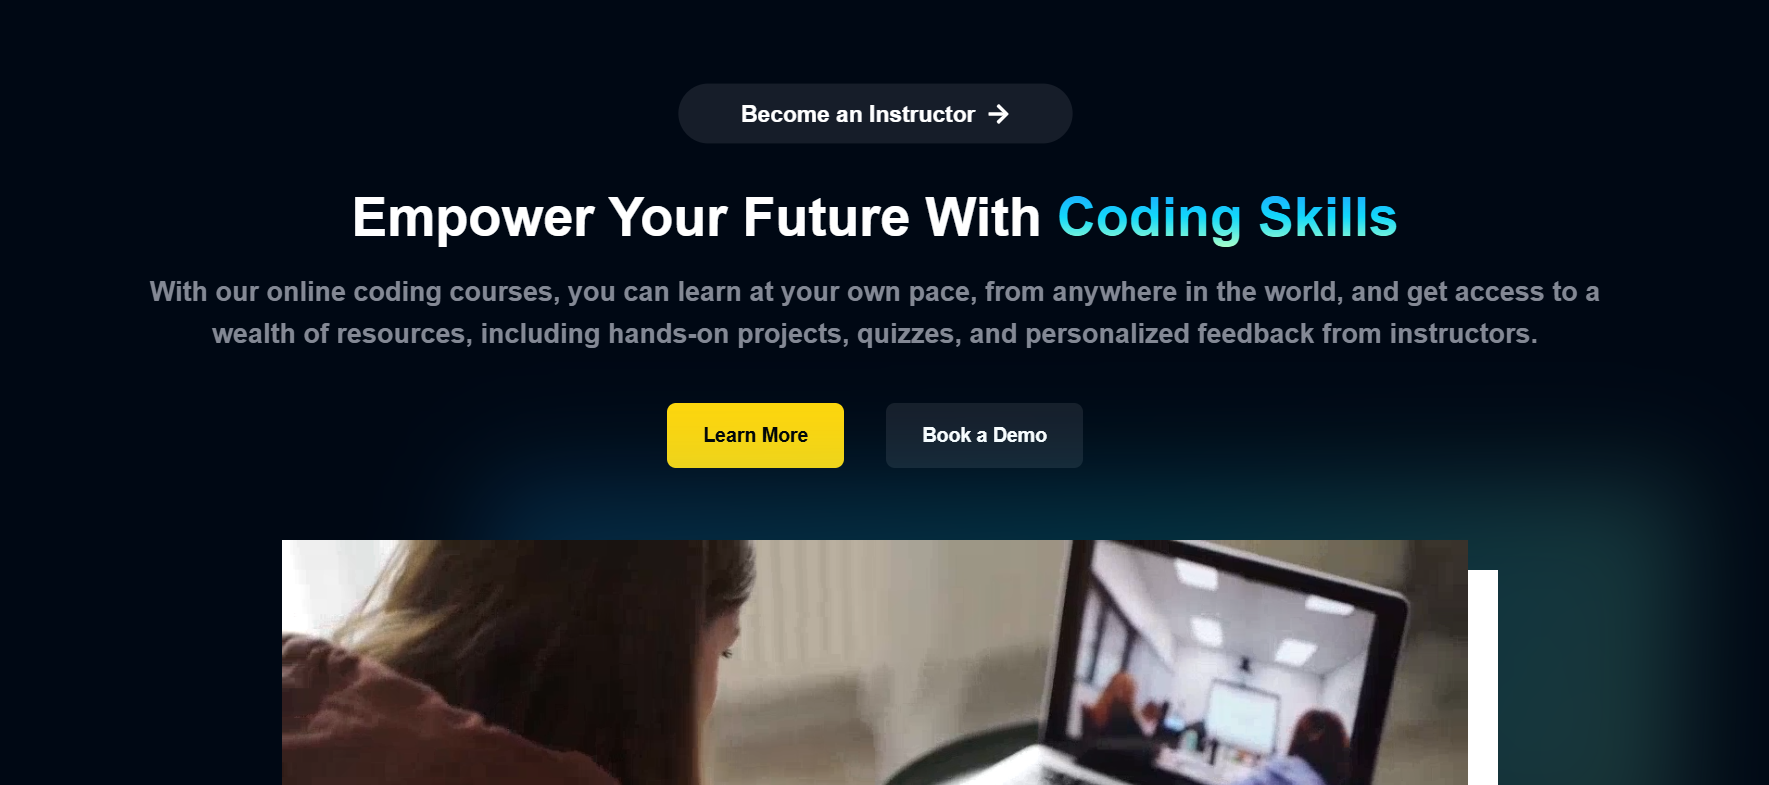 Become an Instructor
Empower Your Future With Coding Skills
With our online coding courses, you can learn at your own pace, from anywhere in the world, and get access to a
wealth of resources, including hands-on projects, quizzes, and personalized feedback from instructors.
Learn More
Book a Demo